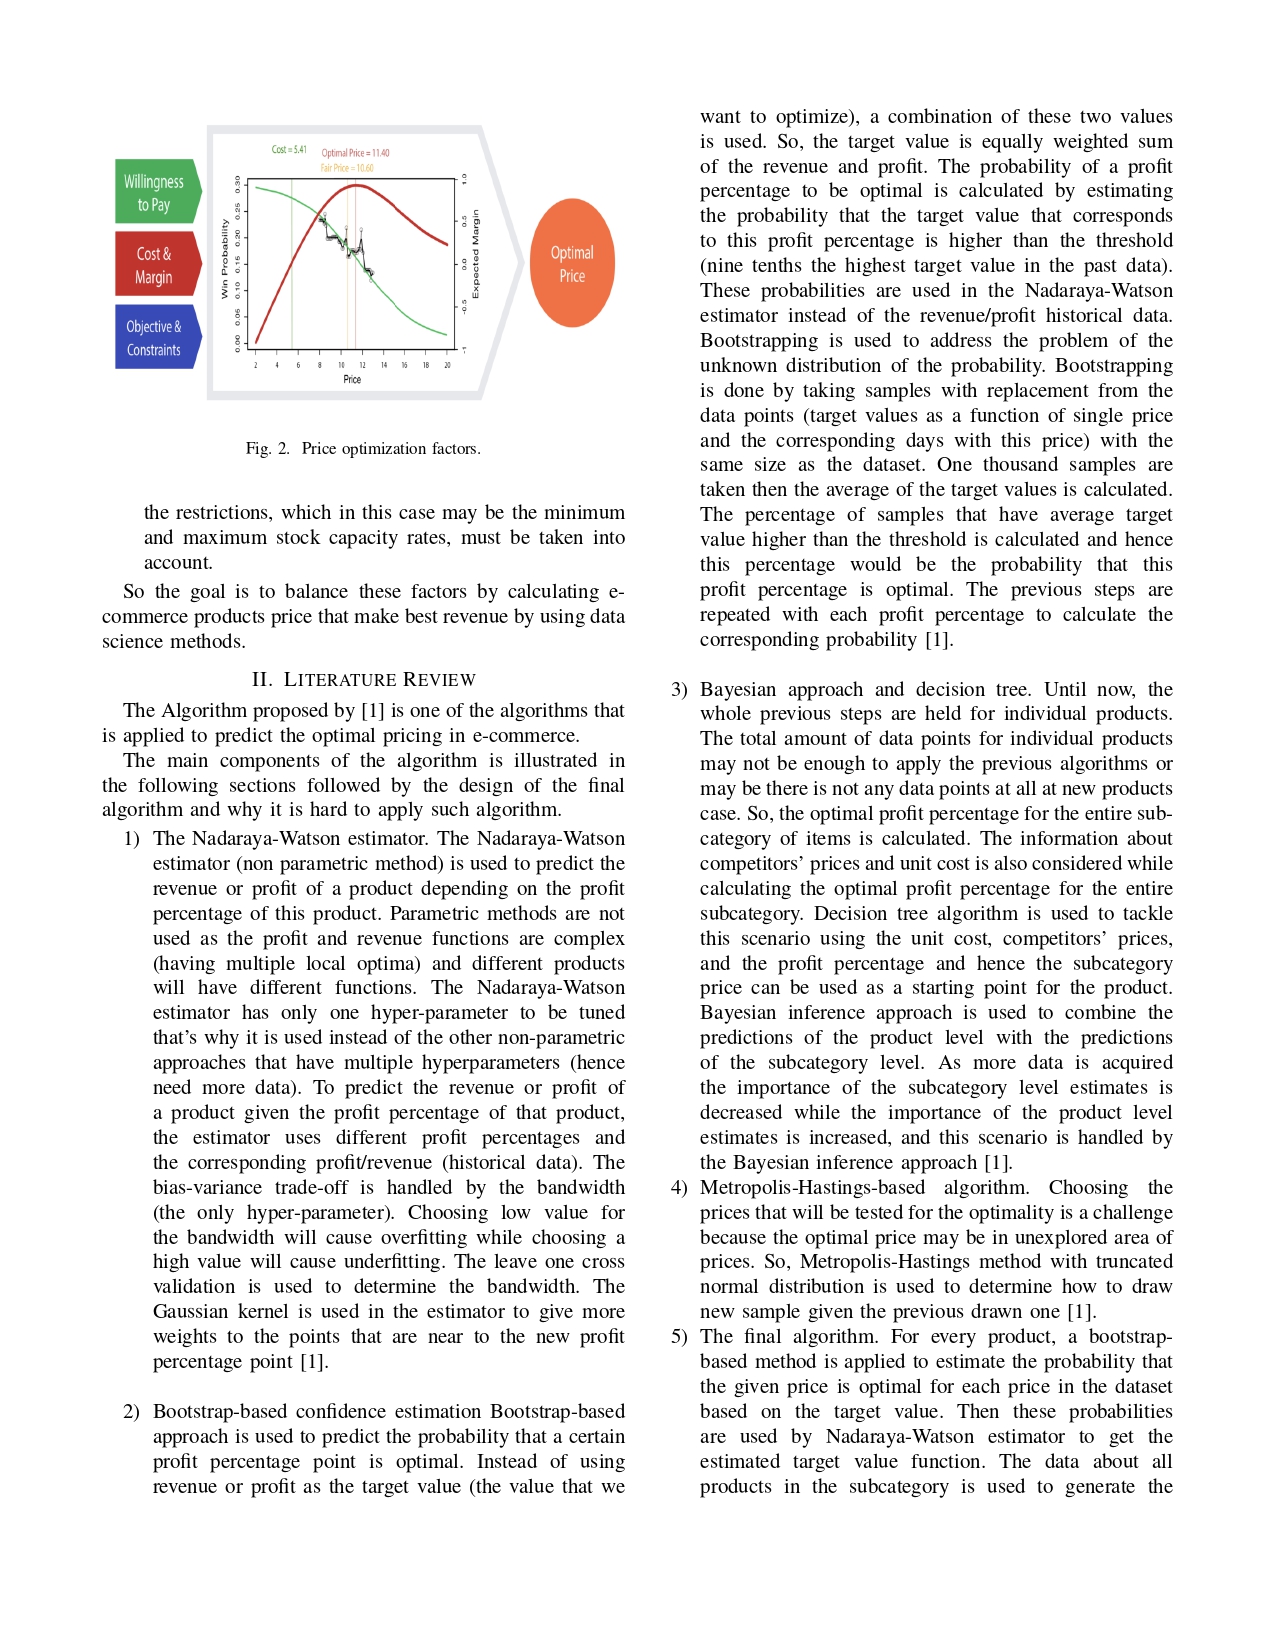 Willingness
to Pay
Cost &
Margin
Objective &
Constraints
Cost = 5.41
Optimal Price = 11.40
Fair Price = 10.60
Win Probability
0.00
0.05
0.10
0.15
0.20
0.25
0.30
Expected Margin
-1
-0.5
0.0
0.5
1.0
2 4 6 8 10 12 14 16 18 20
Price
Optimal
Price
Fig. 2. Price optimization factors.
the restrictions, which in this case may be the minimum
and maximum stock capacity rates, must be taken into
account.
So the goal is to balance these factors by calculating e-
commerce products price that make best revenue by using data
science methods.
II. LITERATURE REVIEW
The Algorithm proposed by [1] is one of the algorithms that
is applied to predict the optimal pricing in e-commerce.
The main components of the algorithm is illustrated in
the following sections followed by the design of the final
algorithm and why it is hard to apply such algorithm.
1) The Nadaraya-Watson estimator. The Nadaraya-Watson
estimator (non parametric method) is used to predict the
revenue or profit of a product depending on the profit
percentage of this product. Parametric methods are not
used as the profit and revenue functions are complex
(having multiple local optima) and different products
will have different functions. The Nadaraya-Watson
estimator has only one hyper-parameter to be tuned
that's why it is used instead of the other non-parametric
approaches that have multiple hyperparameters (hence
need more data). To predict the revenue or profit of
a product given the profit percentage of that product,
the estimator uses different profit percentages and
the corresponding profit/revenue (historical data). The
bias-variance trade-off is handled by the bandwidth
(the only hyper-parameter). Choosing low value for
the bandwidth will cause overfitting while choosing a
high value will cause underfitting. The leave one cross
validation is used to determine the bandwidth. The
Gaussian kernel is used in the estimator to give more
weights to the points that are near to the new profit
percentage point [1].
2) Bootstrap-based confidence estimation Bootstrap-based
approach is used to predict the probability that a certain
profit percentage point is optimal. Instead of using
revenue or profit as the target value (the value that we
want to optimize), a combination of these two values
is used. So, the target value is equally weighted sum
of the revenue and profit. The probability of a profit
percentage to be optimal is calculated by estimating
the probability that the target value that corresponds
to this profit percentage is higher than the threshold
(nine tenths the highest target value in the past data).
These probabilities are used in the Nadaraya-Watson
estimator instead of the revenue/profit historical data.
Bootstrapping is used to address the problem of the
unknown distribution of the probability. Bootstrapping
is done by taking samples with replacement from the
data points (target values as a function of single price
and the corresponding days with this price) with the
same size as the dataset. One thousand samples are
taken then the average of the target values is calculated.
The percentage of samples that have average target
value higher than the threshold is calculated and hence
this percentage would be the probability that this
profit percentage is optimal. The previous steps are
repeated with each profit percentage to calculate the
corresponding probability [1].
3) Bayesian approach and decision tree. Until now, the
whole previous steps are held for individual products.
The total amount of data points for individual products
may not be enough to apply the previous algorithms or
may be there is not any data points at all at new products
case. So, the optimal profit percentage for the entire sub-
category of items is calculated. The information about
competitors' prices and unit cost is also considered while
calculating the optimal profit percentage for the entire
subcategory. Decision tree algorithm is used to tackle
this scenario using the unit cost, competitors' prices,
and the profit percentage and hence the subcategory
price can be used as a starting point for the product.
Bayesian inference approach is used to combine the
predictions of the product level with the predictions
of the subcategory level. As more data is acquired
the importance of the subcategory level estimates is
decreased while the importance of the product level
estimates is increased, and this scenario is handled by
the Bayesian inference approach [1].
4) Metropolis-Hastings-based algorithm. Choosing the
prices that will be tested for the optimality is a challenge
because the optimal price may be in unexplored area of
prices. So, Metropolis-Hastings method with truncated
normal distribution is used to determine how to draw
new sample given the previous drawn one [1].
5) The final algorithm. For every product, a bootstrap-
based method is applied to estimate the probability that
the given price is optimal for each price in the dataset
based on the target value. Then these probabilities
are used by Nadaraya-Watson estimator to get the
estimated target value function. The data about all
products in the subcategory is used to generate the